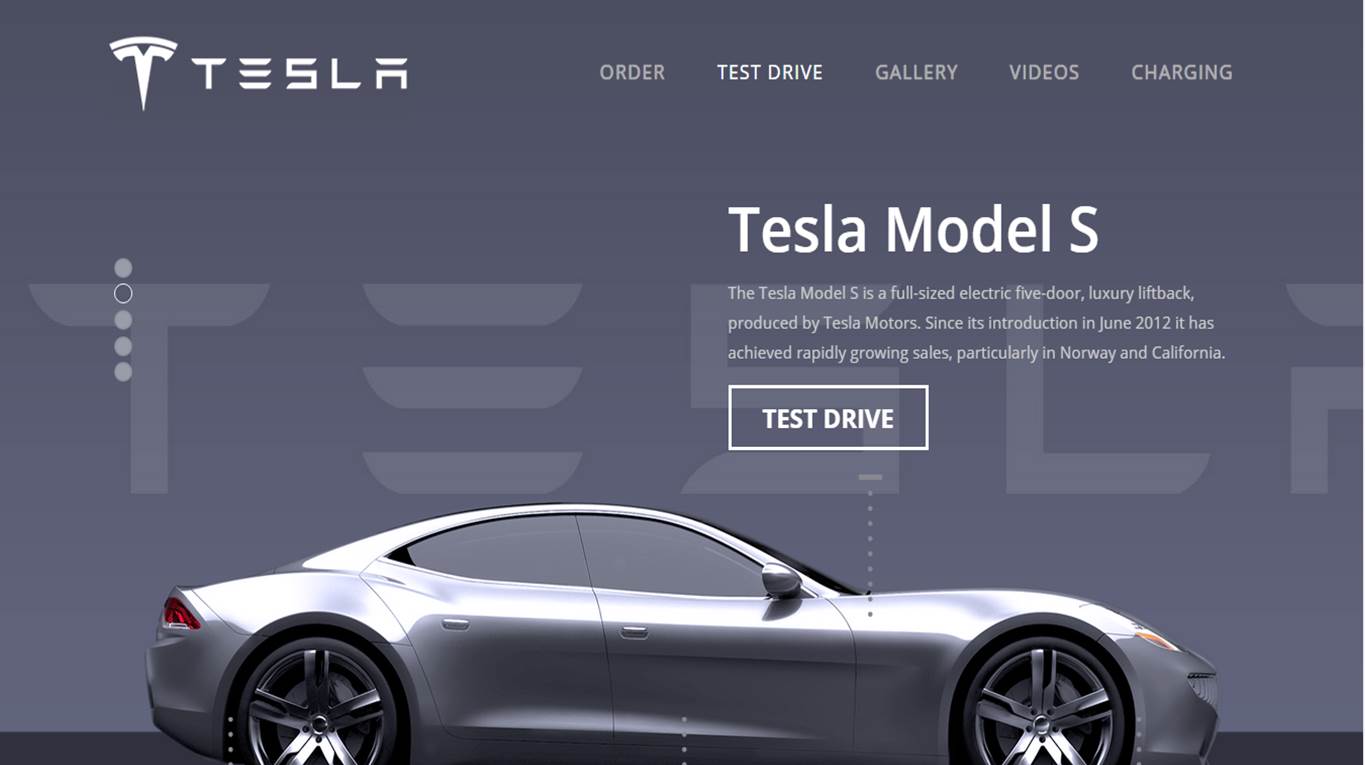 TESLA
ORDER TEST DRIVE GALLERY VIDEOS CHARGING
Tesla Model S
The Tesla Model S is a full-sized electric five-door, luxury liftback,
produced by Tesla Motors. Since its introduction in June 2012 it has
achieved rapidly growing sales, particularly in Norway and California.
TEST DRIVE
TESLA